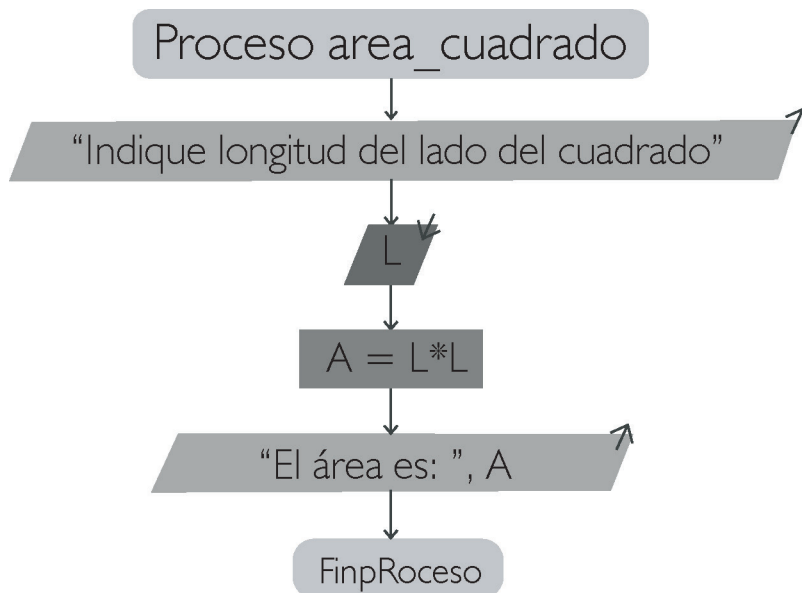 Proceso area_cuadrado
“Indique longitud del lado del cuadrado”
L
A = L*L
“El área es: ”, A
FinpRoceso